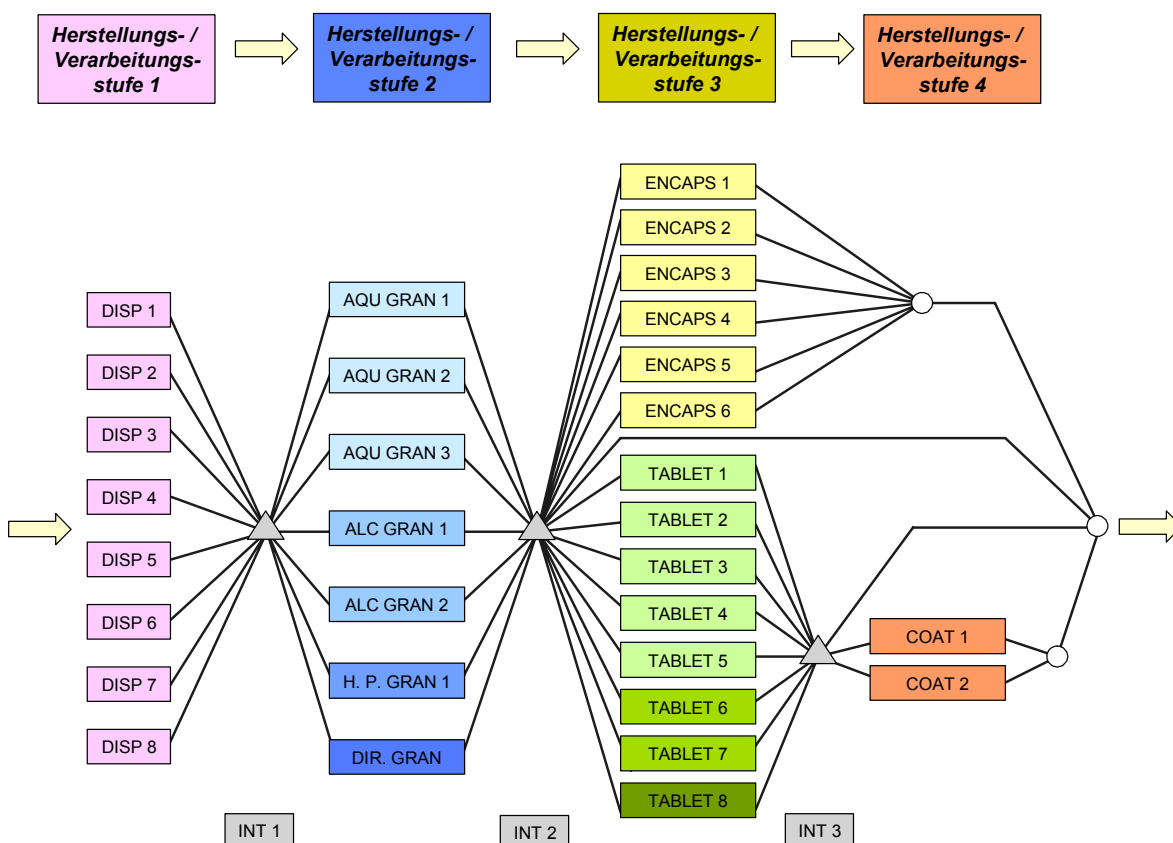 Herstellungs- /
Verarbeitungs-
stufe 1
Herstellungs- /
Verarbeitungs-
stufe 2
Herstellungs- /
Verarbeitungs-
stufe 3
Herstellungs- /
Verarbeitungs-
stufe 4
DISP 1
DISP 2
DISP 3
DISP 4
DISP 5
DISP 6
DISP 7
DISP 8
AQU GRAN 1
AQU GRAN 2
AQU GRAN 3
ALC GRAN 1
ALC GRAN 2
H. P. GRAN 1
DIR. GRAN
ENCAPS 1
ENCAPS 2
ENCAPS 3
ENCAPS 4
ENCAPS 5
ENCAPS 6
TABLET 1
TABLET 2
TABLET 3
TABLET 4
TABLET 5
TABLET 6
TABLET 7
TABLET 8
COAT 1
COAT 2
INT 1
INT 2
INT 3